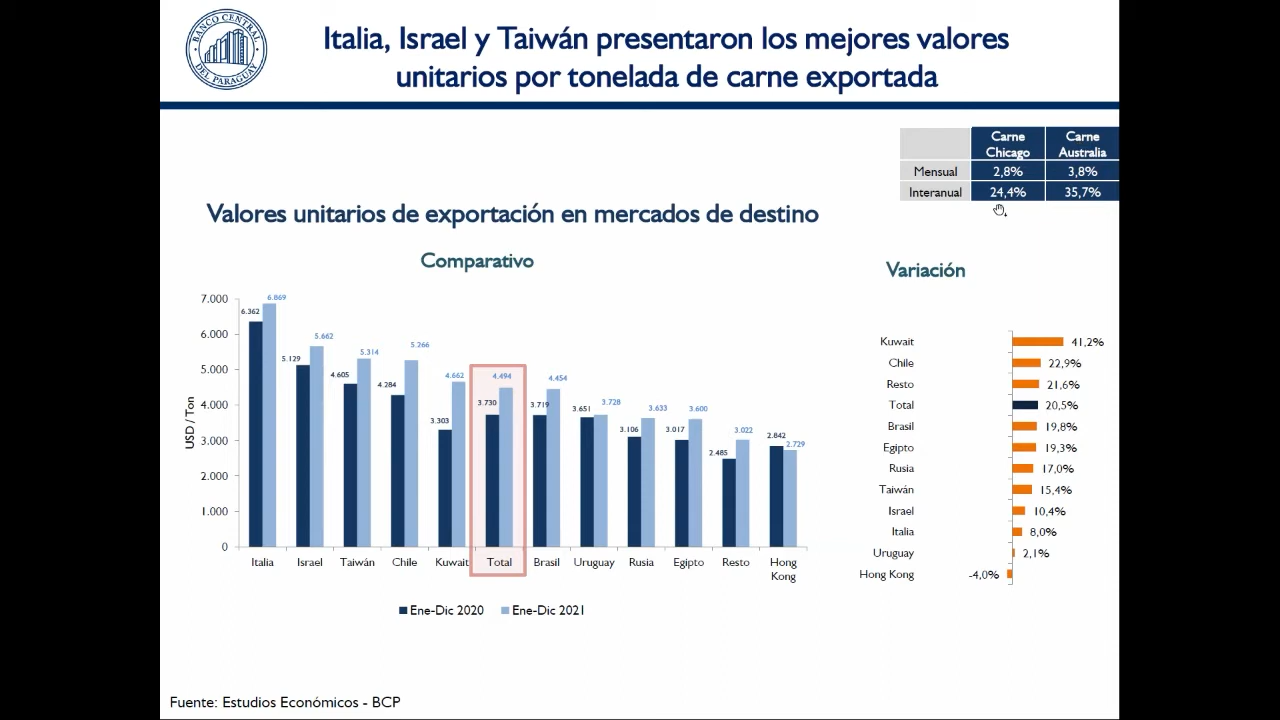 BANCO CENTRAL
DEL PARAGUAY
Italia, Israel y Taiwán presentaron los mejores valores
unitarios por tonelada de carne exportada
Carne Chicago Carne Australia
Mensual 2,8% 3,8%
Interanual 24,4% 35,7%
Valores unitarios de exportación en mercados de destino
Comparativo
USD / Ton
7.000
6.000
5.000
4.000
3.000
2.000
1.000
0
6.362 6.869
5.129 5.662
4.605 5.314
4.284 5.266
3.303 4.662
3.730 4.494
3.719 4.454
3.651 3.728
3.106 3.633
3.017 3.600
2.485 3.022
2.842 2.729
Italia Israel Taiwán Chile Kuwait Total Brasil Uruguay Rusia Egipto Resto Hong Kong
Ene-Dic 2020 Ene-Dic 2021
Variación
Kuwait 41,2%
Chile 22,9%
Resto 21,6%
Total 20,5%
Brasil 19,8%
Egipto 19,3%
Rusia 17,0%
Taiwán 15,4%
Israel 10,4%
Italia 8,0%
Uruguay 2,1%
Hong Kong -4,0%
Fuente: Estudios Económicos - BCP